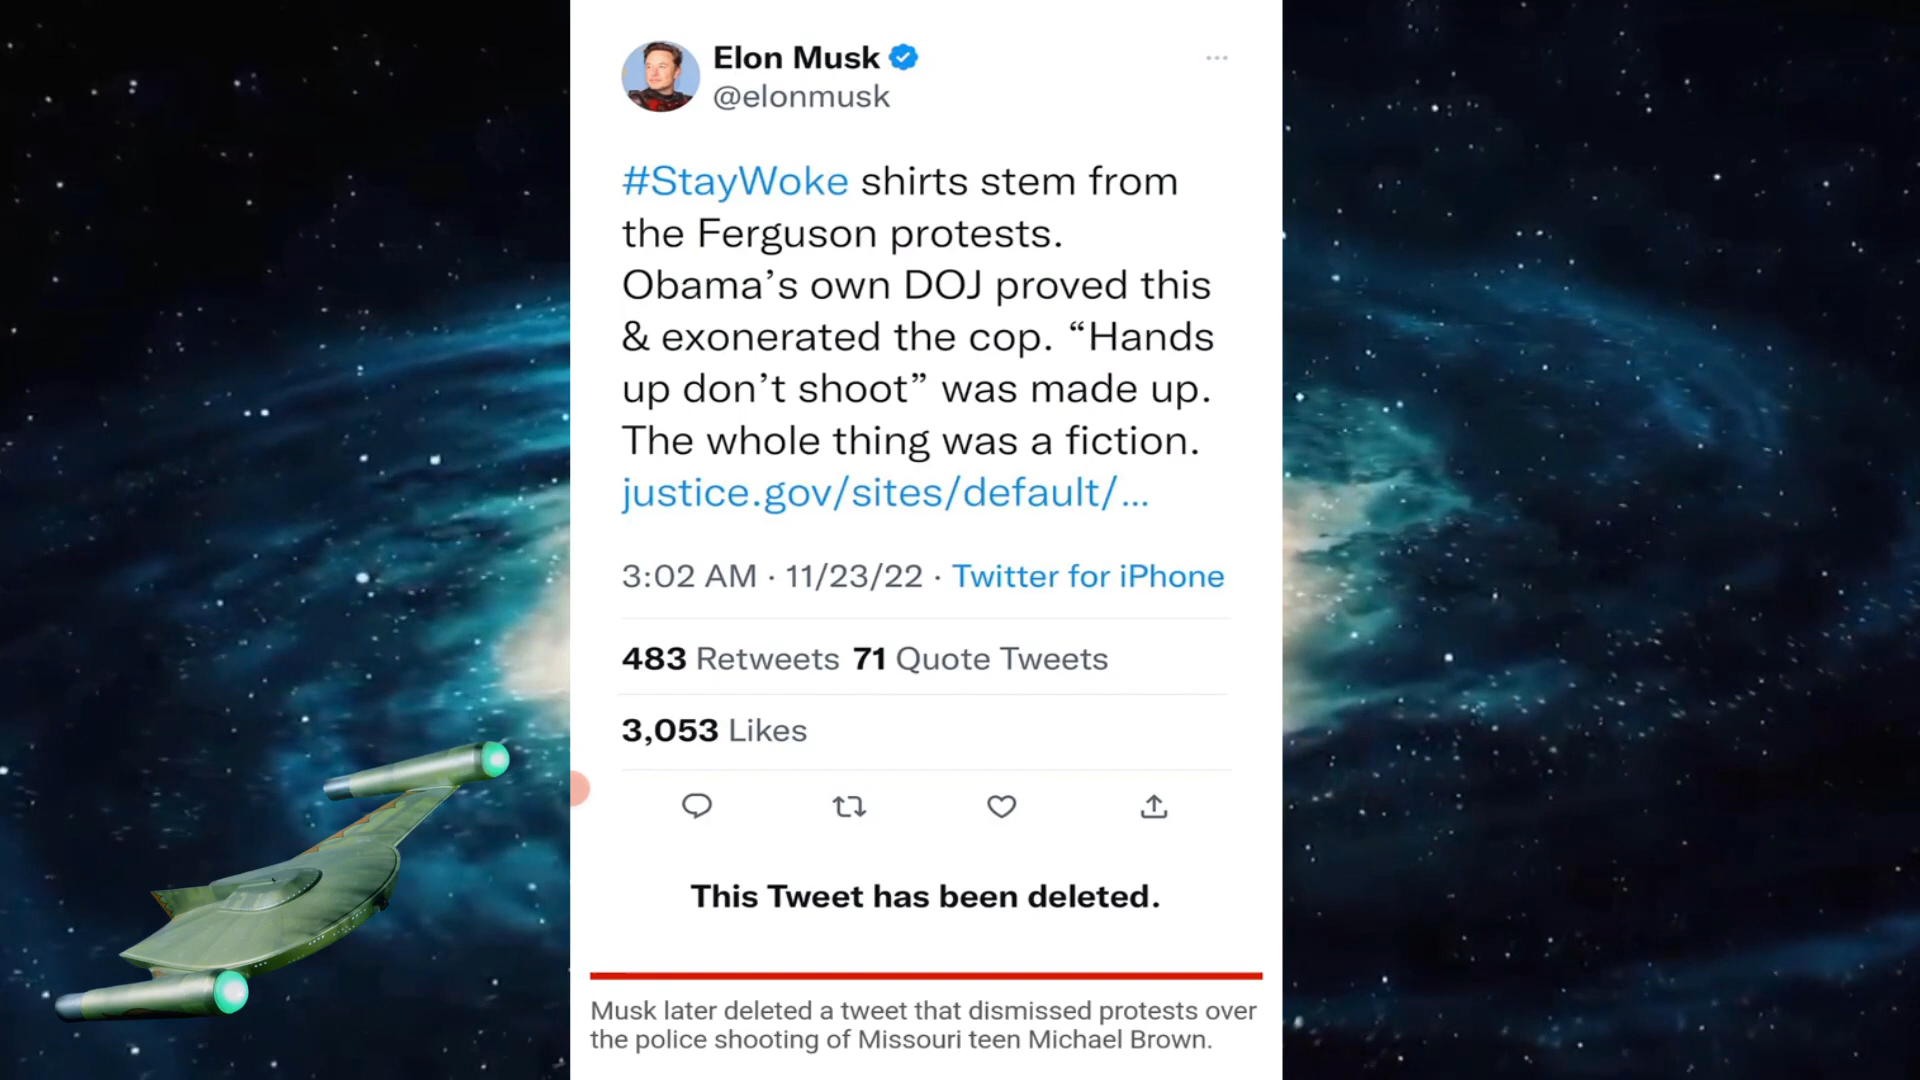 Elon Musk
@elonmusk
#StayWoke shirts stem from
the Ferguson protests.
Obama’s own DOJ proved this
& exonerated the cop. “Hands
up don’t shoot” was made up.
The whole thing was a fiction.
justice.gov/sites/default/...
3:02 AM · 11/23/22 · Twitter for iPhone
483 Retweets 71 Quote Tweets
3,053 Likes
This Tweet has been deleted.
Musk later deleted a tweet that dismissed protests over
the police shooting of Missouri teen Michael Brown.